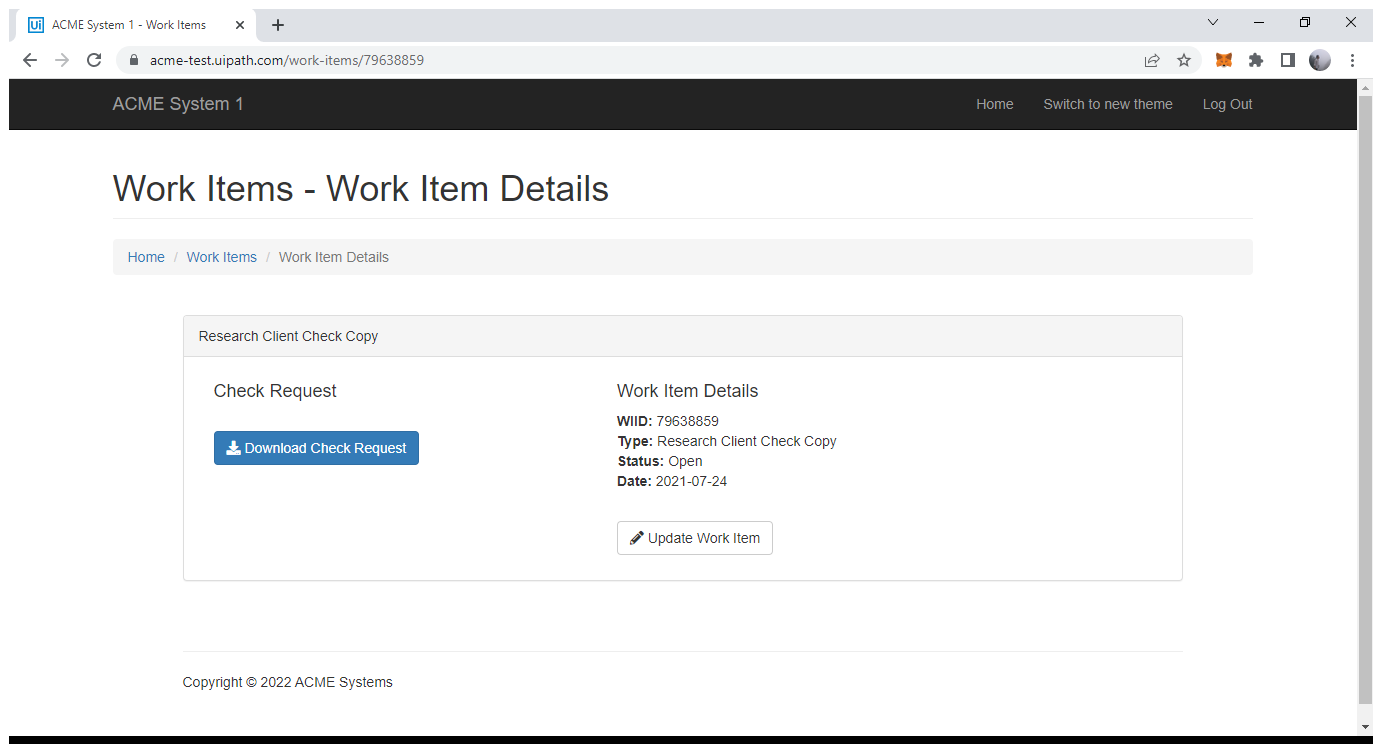 Ui ACME System 1 - Work Items
acme-test.uipath.com/work-items/79638859
ACME System 1 Home Switch to new theme Log Out
Work Items - Work Item Details
Home / Work Items / Work Item Details
Research Client Check Copy
Check Request
Download Check Request
Work Item Details
WIID: 79638859
Type: Research Client Check Copy
Status: Open
Date: 2021-07-24
Update Work Item
Copyright © 2022 ACME Systems